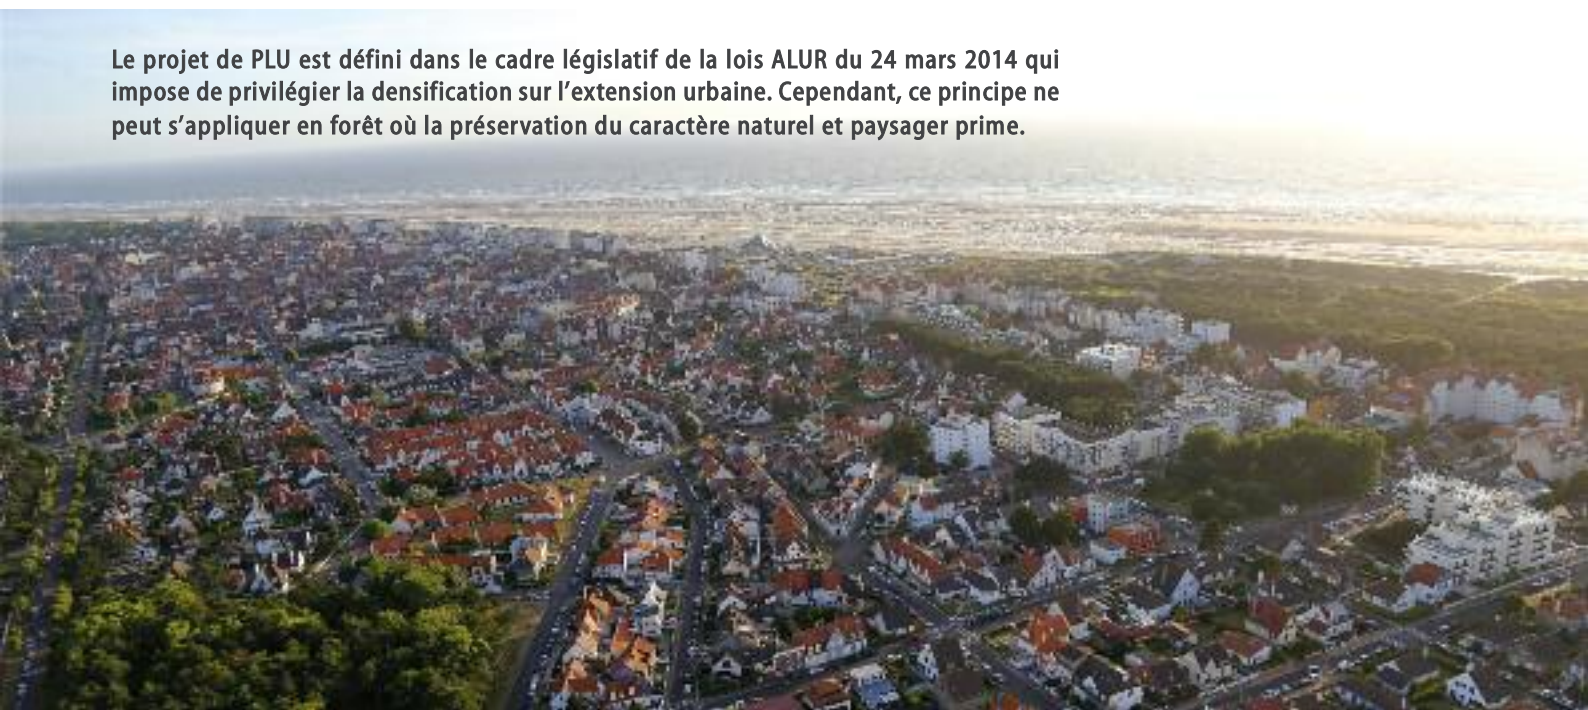 Le projet de PLU est défini dans le cadre législatif de la lois ALUR du 24 mars 2014 qui
impose de privilégier la densification sur l’extension urbaine. Cependant, ce principe ne
peut s’appliquer en forêt où la préservation du caractère naturel et paysager prime.